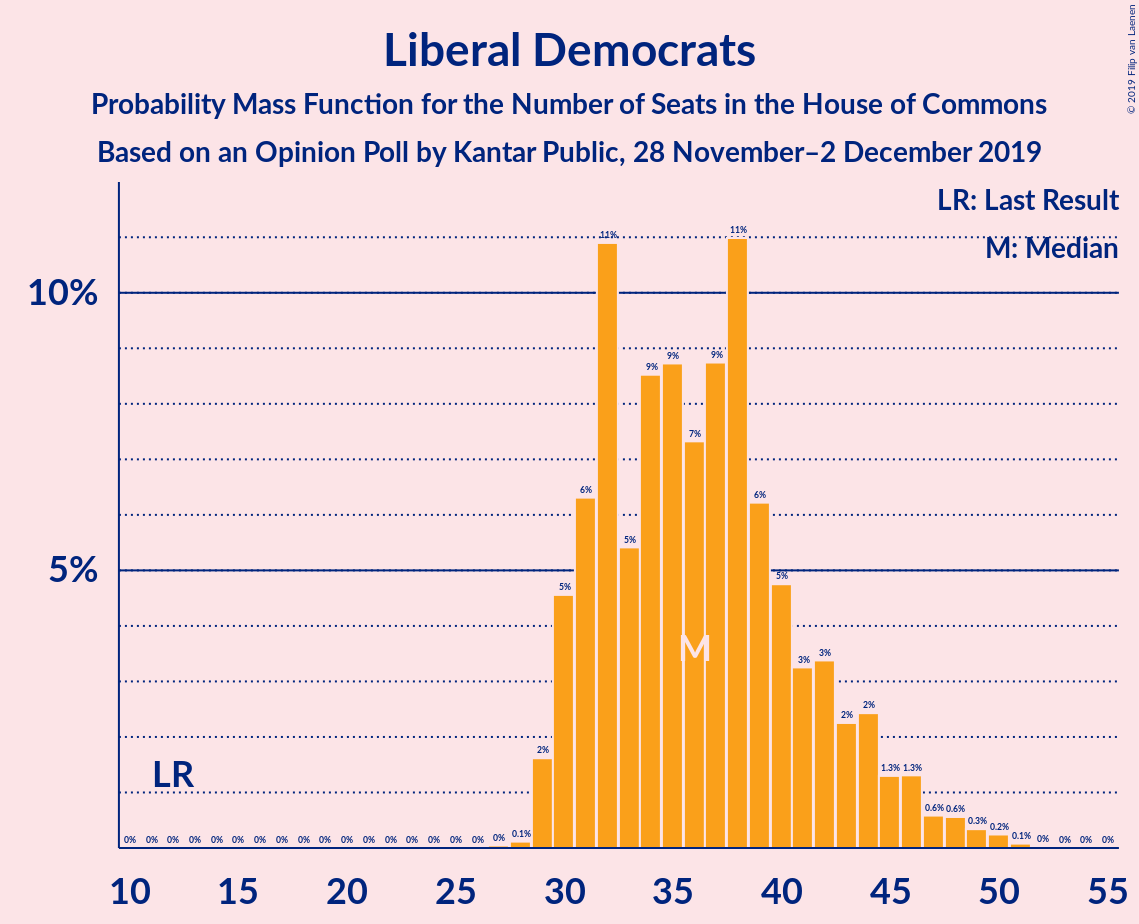 © 2019 Filip van Laenen
Liberal Democrats
Probability Mass Function for the Number of Seats in the House of Commons
Based on an Opinion Poll by Kantar Public, 28 November–2 December 2019
LR: Last Result
M: Median
10%
5%
0% 0% 0% 0% 0% 0% 0% 0% 0% 0% 0% 0% 0% 0% 0% 0% 0% 0% 0.1% 2% 5% 6% 11% 5% 9% 9% 7% 9% 11% 6% 5% 3% 3% 2% 2% 1.3% 1.3% 0.6% 0.6% 0.3% 0.2% 0.1% 0% 0% 0% 0%
M
LR
10 15 20 25 30 35 40 45 50 55